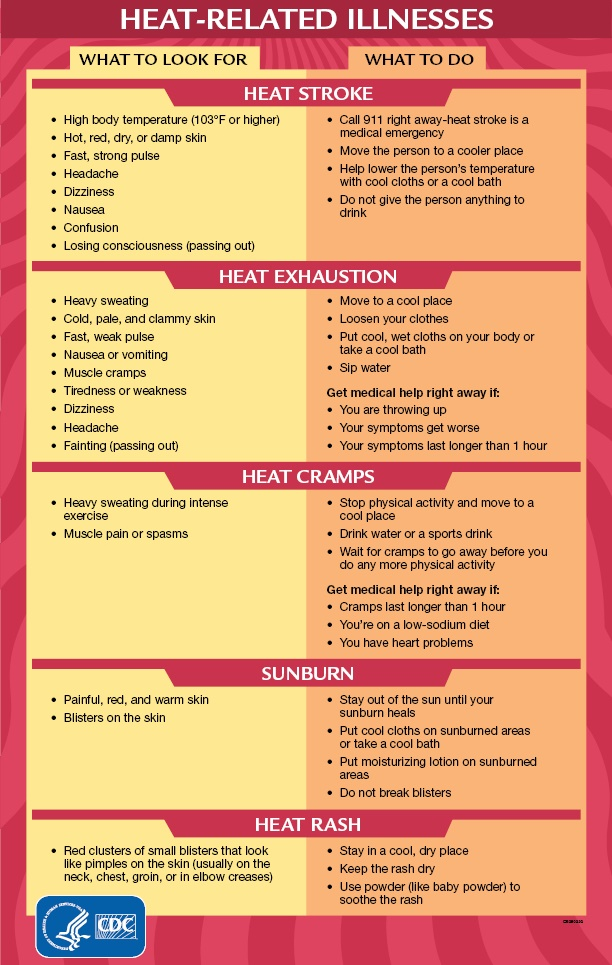 HEAT-RELATED ILLNESSES
WHAT TO LOOK FOR
WHAT TO DO
HEAT STROKE
• High body temperature (103°F or higher)
• Hot, red, dry, or damp skin
• Fast, strong pulse
• Headache
• Dizziness
• Nausea
• Confusion
• Losing consciousness (passing out)
• Call 911 right away-heat stroke is a
medical emergency
• Move the person to a cooler place
• Help lower the person's temperature
with cool cloths or a cool bath
• Do not give the person anything to
drink
HEAT EXHAUSTION
• Heavy sweating
• Cold, pale, and clammy skin
• Fast, weak pulse
• Nausea or vomiting
• Muscle cramps
• Tiredness or weakness
• Dizziness
• Headache
• Fainting (passing out)
• Move to a cool place
• Loosen your clothes
• Put cool, wet cloths on your body or
take a cool bath
• Sip water
Get medical help right away if:
• You are throwing up
• Your symptoms get worse
• Your symptoms last longer than 1 hour
HEAT CRAMPS
• Heavy sweating during intense
exercise
• Muscle pain or spasms
• Stop physical activity and move to a
cool place
• Drink water or a sports drink
• Wait for cramps to go away before you
do any more physical activity
Get medical help right away if:
• Cramps last longer than 1 hour
• You're on a low-sodium diet
• You have heart problems
SUNBURN
• Painful, red, and warm skin
• Blisters on the skin
• Stay out of the sun until your
sunburn heals
• Put cool cloths on sunburned areas
or take a cool bath
• Put moisturizing lotion on sunburned
areas
• Do not break blisters
HEAT RASH
• Red clusters of small blisters that look
like pimples on the skin (usually on the
neck, chest, groin, or in elbow creases)
• Stay in a cool, dry place
• Keep the rash dry
• Use powder (like baby powder) to
soothe the rash
CDC